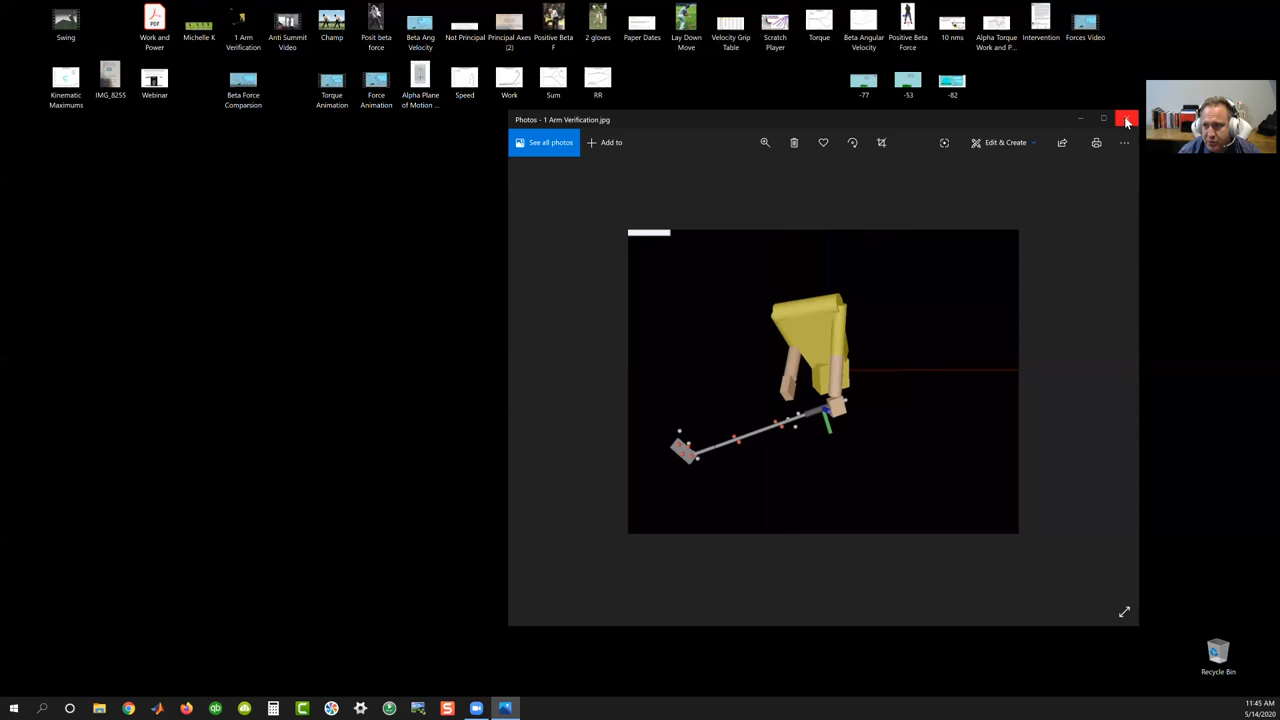 Swing
Work and
Power
Michelle K
1 Arm
Verification
Anti Summit
Video
Champ
Posit beta
force
Beta Ang
Velocity
Not Principal
Principal Axes
(2)
Positive Beta
F
2 gloves
Paper Dates
Lay Down
Move
Velocity Grip
Table
Scratch
Player
Torque
Beta Angular
Velocity
Positive Beta
Force
10 nms
Alpha Torque
Work and P...
Intervention
Forces Video
Kinematic
Maximums
IMG_8255
Webinar
Beta Force
Comparsion
Torque
Animation
Force
Animation
Alpha Plane
of Motion ...
Speed
Work
Sum
RR
-77
-53
-82
Photos - 1 Arm Verification.jpg
See all photos
Add to
Edit & Create
Recycle Bin
11:45 AM
5/14/2020